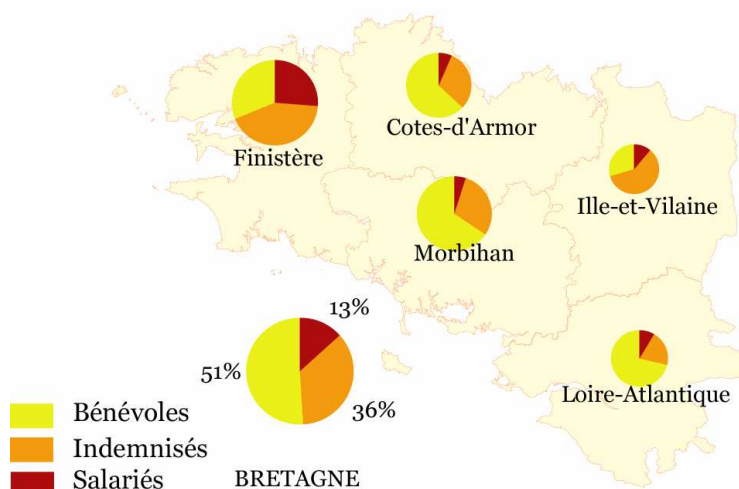 Cotes-d'Armor
Finistère
Ille-et-Vilaine
Morbihan
13%
51%
36%
Loire-Atlantique
Bénévoles
Indemnisés
Salariés
BRETAGNE